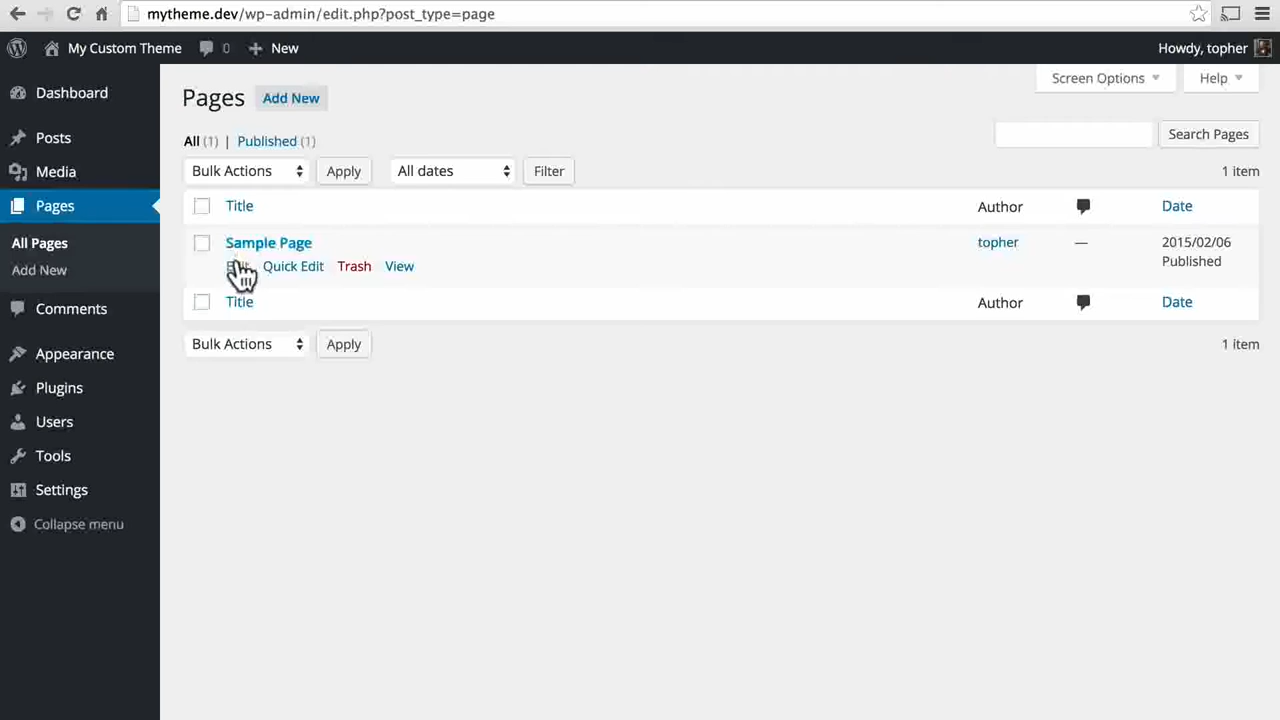 mytheme.dev/wp-admin/edit.php?post_type=page
My Custom Theme 0 New Howdy, topher
Screen Options Help
Dashboard
Posts
Media
Pages
All Pages
Add New
Comments
Appearance
Plugins
Users
Tools
Settings
Collapse menu
Pages Add New
All (1) | Published (1)
Search Pages
Bulk Actions Apply All dates Filter 1 item
Title Author Date
Sample Page topher — 2015/02/06
Published
Quick Edit Trash View
Title Author Date
Bulk Actions Apply 1 item